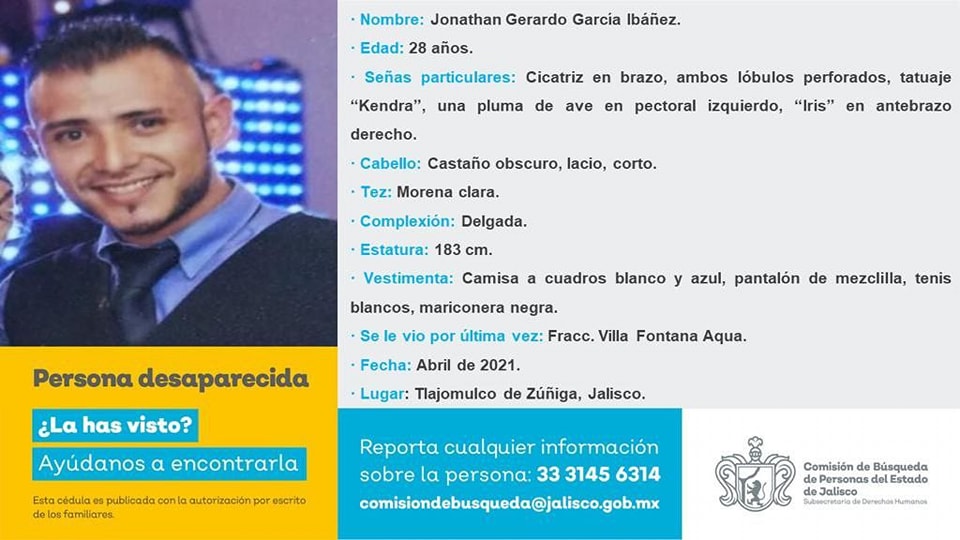 · Nombre: Jonathan Gerardo García Ibáñez.
· Edad: 28 años.
· Señas particulares: Cicatriz en brazo, ambos lóbulos perforados, tatuaje
“Kendra”, una pluma de ave en pectoral izquierdo, “Iris” en antebrazo
derecho.
· Cabello: Castaño obscuro, lacio, corto.
· Tez: Morena clara.
· Complexión: Delgada.
· Estatura: 183 cm.
· Vestimenta: Camisa a cuadros blanco y azul, pantalón de mezclilla, tenis
blancos, mariconera negra.
· Se le vio por última vez: Fracc. Villa Fontana Aqua.
· Fecha: Abril de 2021.
· Lugar: Tlajomulco de Zúñiga, Jalisco.
Persona desaparecida
¿La has visto?
Ayúdanos a encontrarla
Esta cédula es publicada con la autorización por escrito
de los familiares.
Reporta cualquier información
sobre la persona: 33 3145 6314
comisiondebusqueda@jalisco.gob.mx
Comisión de Búsqueda
de Personas del Estado
de Jalisco
Subsecretaría de Derechos Humanos